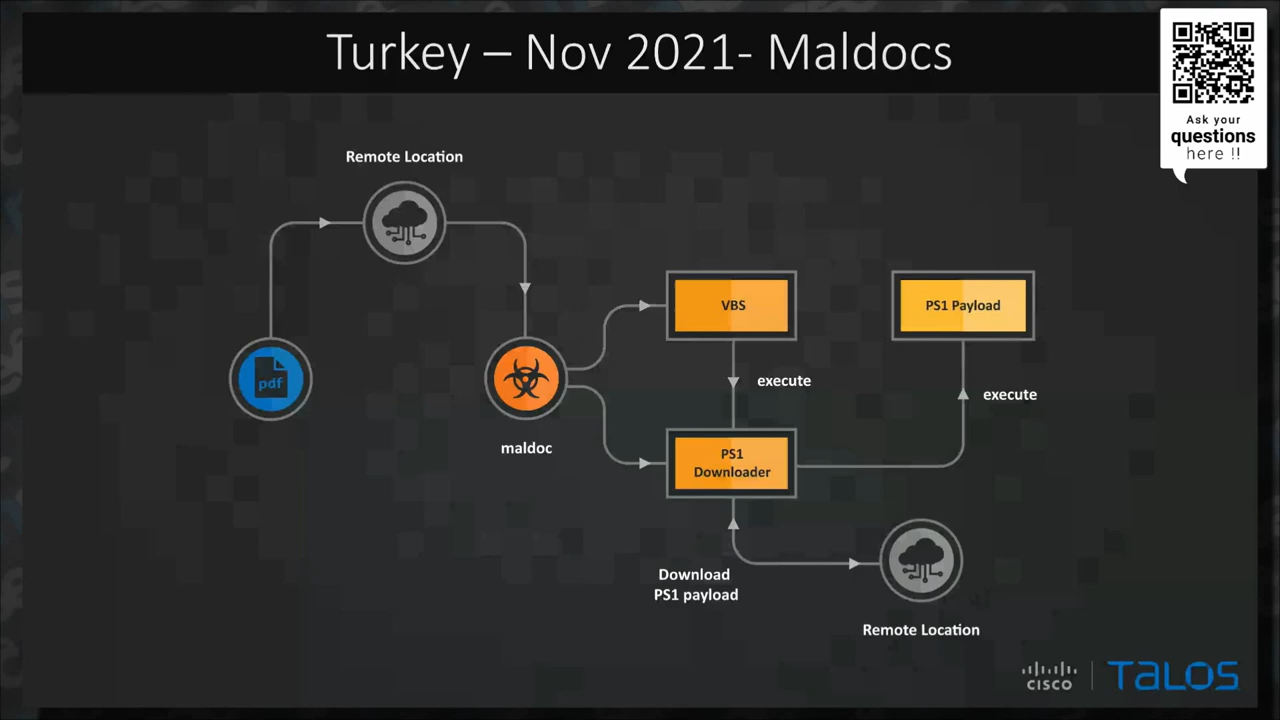 Turkey – Nov 2021- Maldocs
Ask your
questions
here !!
Remote Location
pdf
maldoc
VBS
execute
PS1
Downloader
PS1 Payload
execute
Download
PS1 payload
Remote Location
CISCO
TALOS